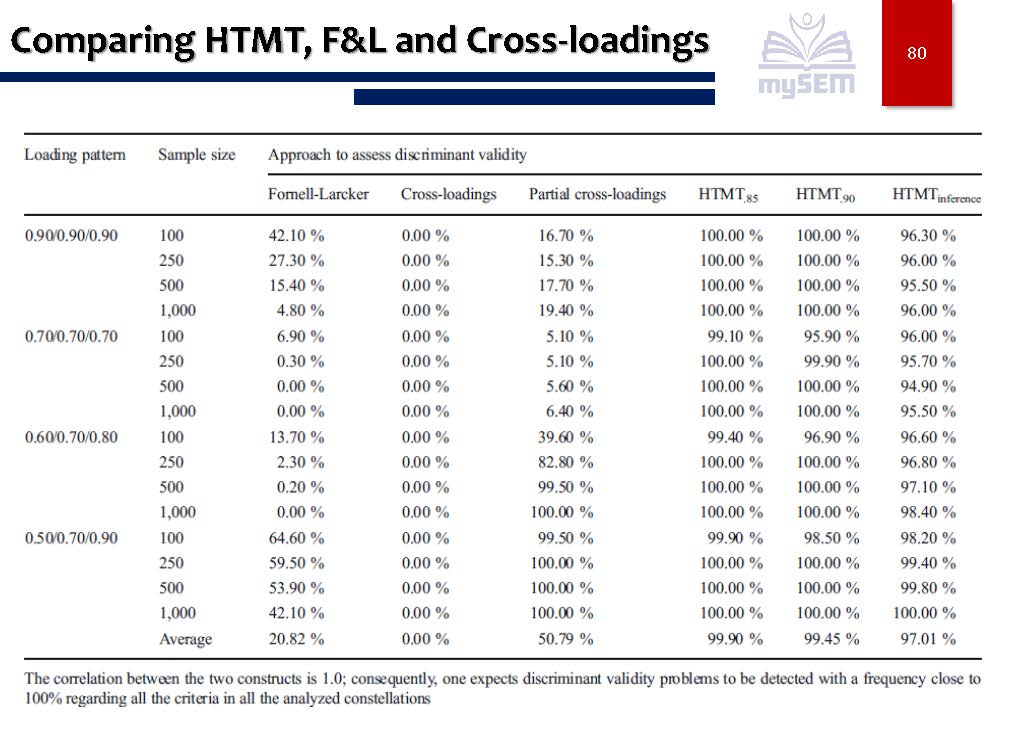 Comparing HTMT, F&L and Cross-loadings
mySEM
80
Loading pattern Sample size Approach to assess discriminant validity
Fornell-Larcker Cross-loadings Partial cross-loadings HTMT.85 HTMT.90 HTMTinference
0.90/0.90/0.90 100 42.10 % 0.00 % 16.70 % 100.00 % 100.00 % 96.30 %
250 27.30 % 0.00 % 15.30 % 100.00 % 100.00 % 96.00 %
500 15.40 % 0.00 % 17.70 % 100.00 % 100.00 % 95.50 %
1,000 4.80 % 0.00 % 19.40 % 100.00 % 100.00 % 96.00 %
0.70/0.70/0.70 100 6.90 % 0.00 % 5.10 % 99.10 % 95.90 % 96.00 %
250 0.30 % 0.00 % 5.10 % 100.00 % 99.90 % 95.70 %
500 0.00 % 0.00 % 5.60 % 100.00 % 100.00 % 94.90 %
1,000 0.00 % 0.00 % 6.40 % 100.00 % 100.00 % 95.50 %
0.60/0.70/0.80 100 13.70 % 0.00 % 39.60 % 99.40 % 96.90 % 96.60 %
250 2.30 % 0.00 % 82.80 % 100.00 % 100.00 % 96.80 %
500 0.20 % 0.00 % 99.50 % 100.00 % 100.00 % 97.10 %
1,000 0.00 % 0.00 % 100.00 % 100.00 % 100.00 % 98.40 %
0.50/0.70/0.90 100 64.60 % 0.00 % 99.50 % 99.90 % 98.50 % 98.20 %
250 59.50 % 0.00 % 100.00 % 100.00 % 100.00 % 99.40 %
500 53.90 % 0.00 % 100.00 % 100.00 % 100.00 % 99.80 %
1,000 42.10 % 0.00 % 100.00 % 100.00 % 100.00 % 100.00 %
Average 20.82 % 0.00 % 50.79 % 99.90 % 99.45 % 97.01 %
The correlation between the two constructs is 1.0; consequently, one expects discriminant validity problems to be detected with a frequency close to
100% regarding all the criteria in all the analyzed constellations